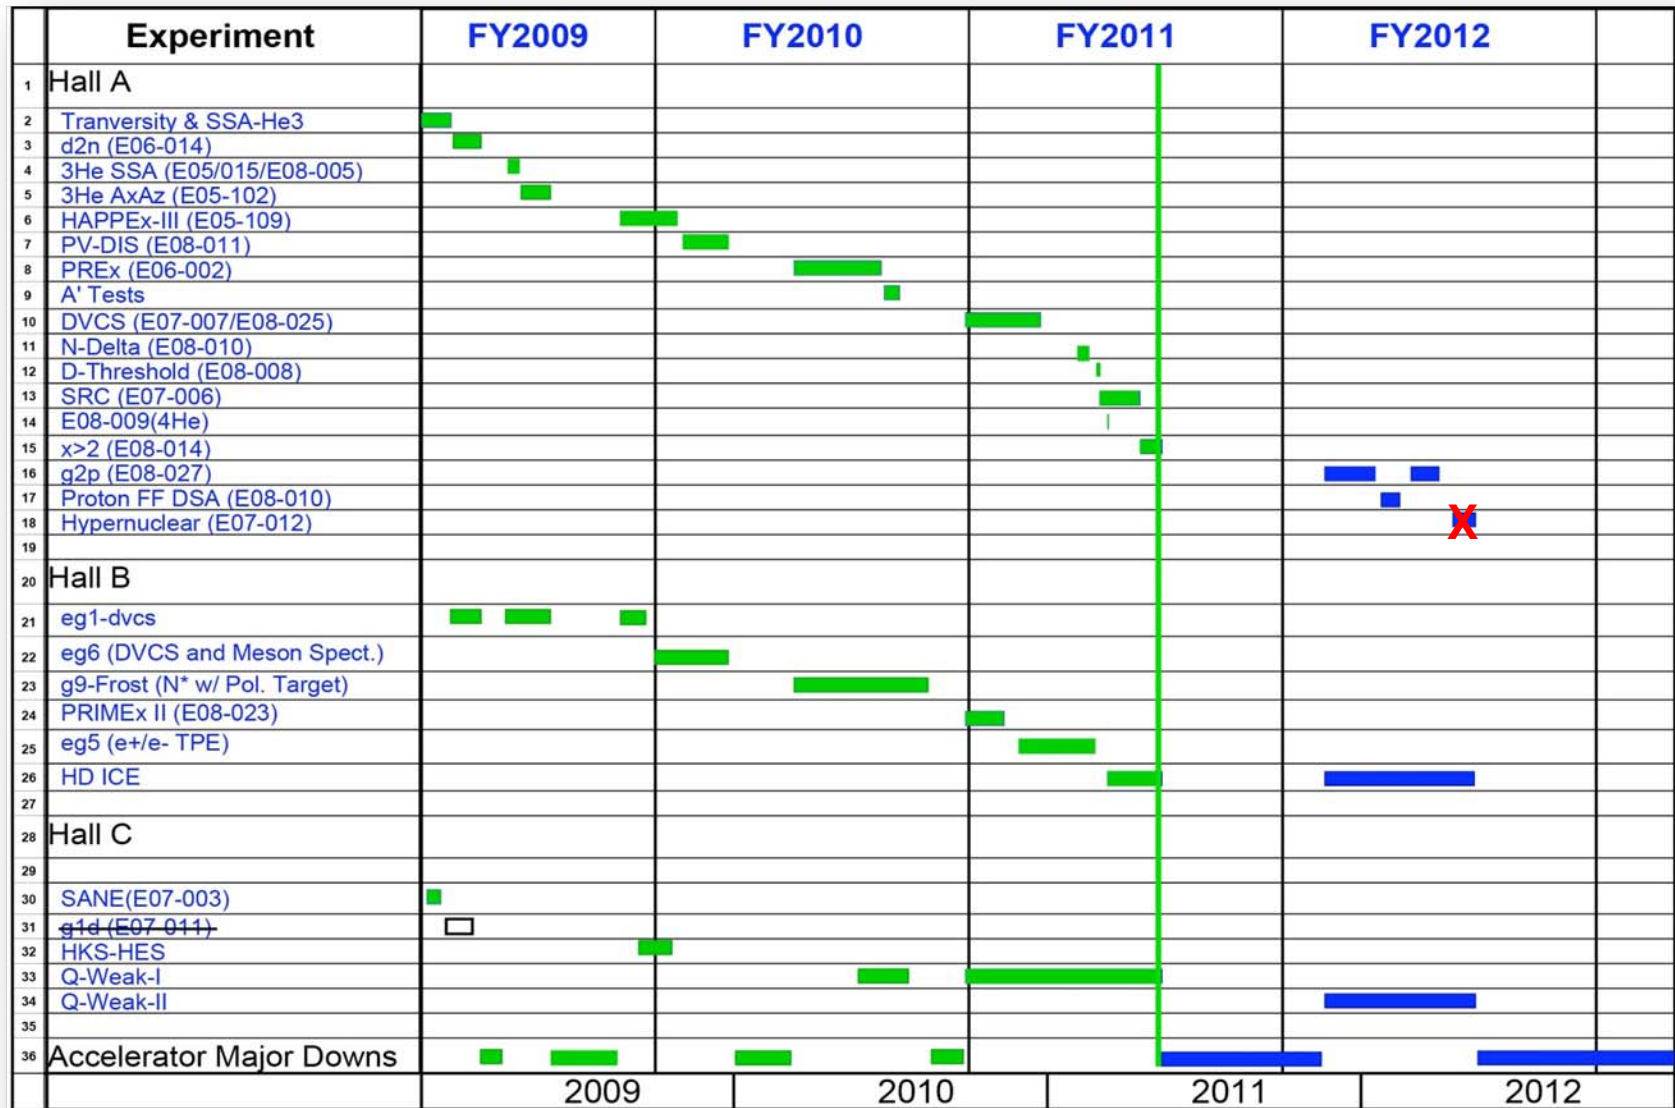 Experiment FY2009 FY2010 FY2011 FY2012
1 Hall A
2 Tranversity & SSA-He3
3 d2n (E06-014)
4 3He SSA (E05/015/E08-005)
5 3He AxAz (E05-102)
6 HAPPEx-III (E05-109)
7 PV-DIS (E08-011)
8 PREx (E06-002)
9 A' Tests
10 DVCS (E07-007/E08-025)
11 N-Delta (E08-010)
12 D-Threshold (E08-008)
13 SRC (E07-006)
14 E08-009(4He)
15 x>2 (E08-014)
16 g2p (E08-027)
17 Proton FF DSA (E08-010)
18 Hypernuclear (E07-012) X
19
20 Hall B
21 eg1-dvcs
22 eg6 (DVCS and Meson Spect.)
23 g9-Frost (N* w/ Pol. Target)
24 PRIMEx II (E08-023)
25 eg5 (e+/e- TPE)
26 HD ICE
27
28 Hall C
29
30 SANE(E07-003)
31 g1d (E07-011)
32 HKS-HES
33 Q-Weak-I
34 Q-Weak-II
35
36 Accelerator Major Downs
2009 2010 2011 2012